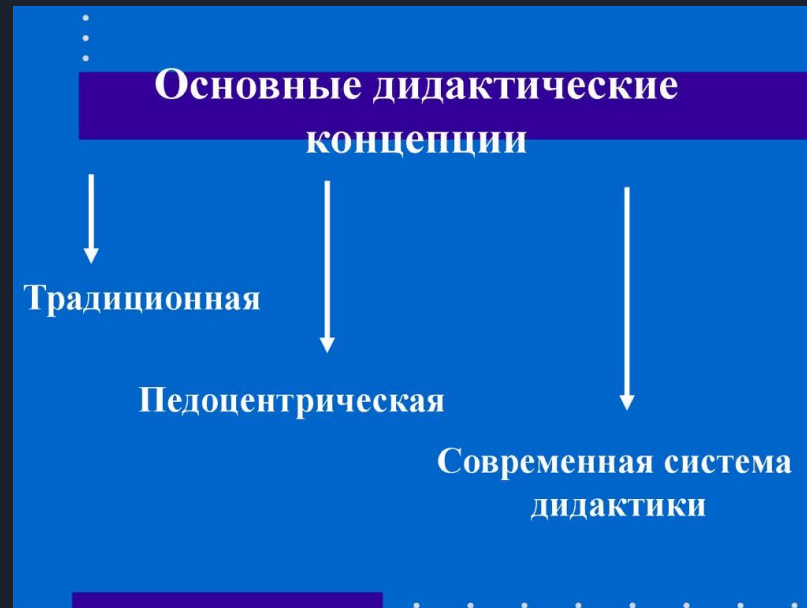 Основные дидактические
концепции
Традиционная
Педоцентрическая
Современная система
дидактики